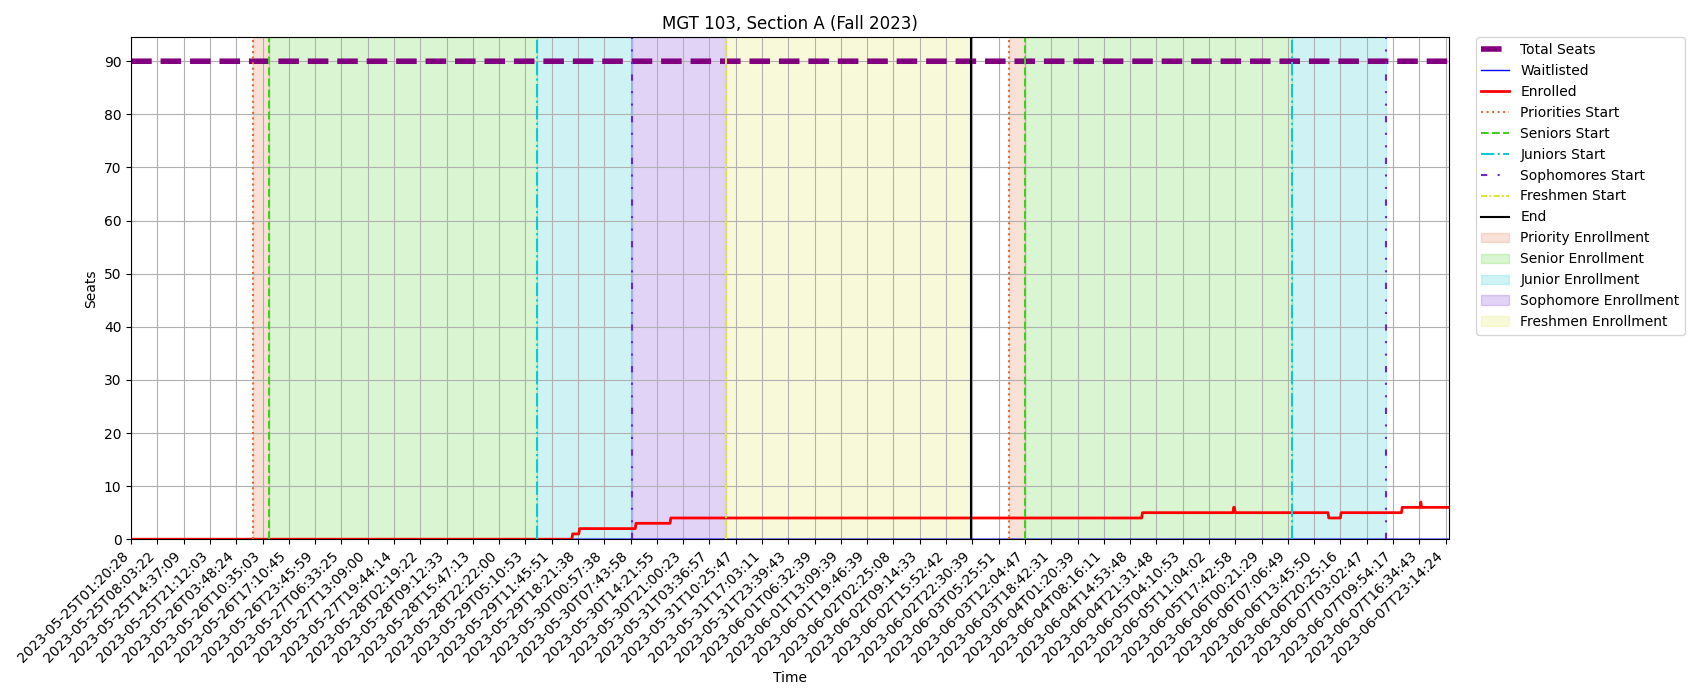 MGT 103, Section A (Fall 2023)
Seats
90
80
70
60
50
40
30
20
10
0
2023-05-25T01:20:28
2023-05-25T08:03:22
2023-05-25T14:37:09
2023-05-25T21:12:03
2023-05-26T03:48:24
2023-05-26T10:35:03
2023-05-26T17:10:45
2023-05-26T23:45:59
2023-05-27T06:33:25
2023-05-27T13:09:00
2023-05-27T19:44:14
2023-05-28T02:19:22
2023-05-28T09:12:33
2023-05-28T15:47:13
2023-05-28T22:22:00
2023-05-29T05:10:53
2023-05-29T11:45:51
2023-05-29T18:21:38
2023-05-30T00:57:38
2023-05-30T07:43:58
2023-05-30T14:21:55
2023-05-30T21:00:23
2023-05-31T03:36:57
2023-05-31T10:25:47
2023-05-31T17:03:11
2023-05-31T23:39:43
2023-06-01T06:32:39
2023-06-01T13:09:39
2023-06-01T19:46:39
2023-06-02T02:25:08
2023-06-02T09:14:33
2023-06-02T15:52:42
2023-06-02T22:30:39
2023-06-03T05:25:51
2023-06-03T12:04:47
2023-06-03T18:42:31
2023-06-04T01:20:39
2023-06-04T08:16:11
2023-06-04T14:53:48
2023-06-04T21:31:48
2023-06-05T04:10:53
2023-06-05T11:04:02
2023-06-05T17:42:58
2023-06-06T00:21:29
2023-06-06T07:06:49
2023-06-06T13:45:50
2023-06-06T20:25:16
2023-06-07T03:02:47
2023-06-07T09:54:17
2023-06-07T16:34:43
2023-06-07T23:14:24
Time
Total Seats
Waitlisted
Enrolled
Priorities Start
Seniors Start
Juniors Start
Sophomores Start
Freshmen Start
End
Priority Enrollment
Senior Enrollment
Junior Enrollment
Sophomore Enrollment
Freshmen Enrollment